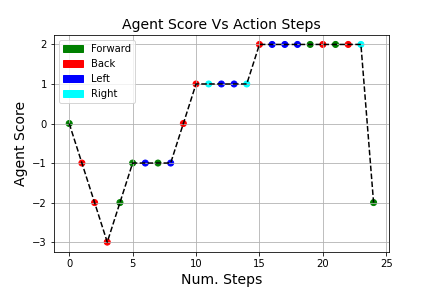 Agent Score Vs Action Steps
Agent Score
2
1
0
−1
−2
−3
Forward
Back
Left
Right
0 5 10 15 20 25
Num. Steps